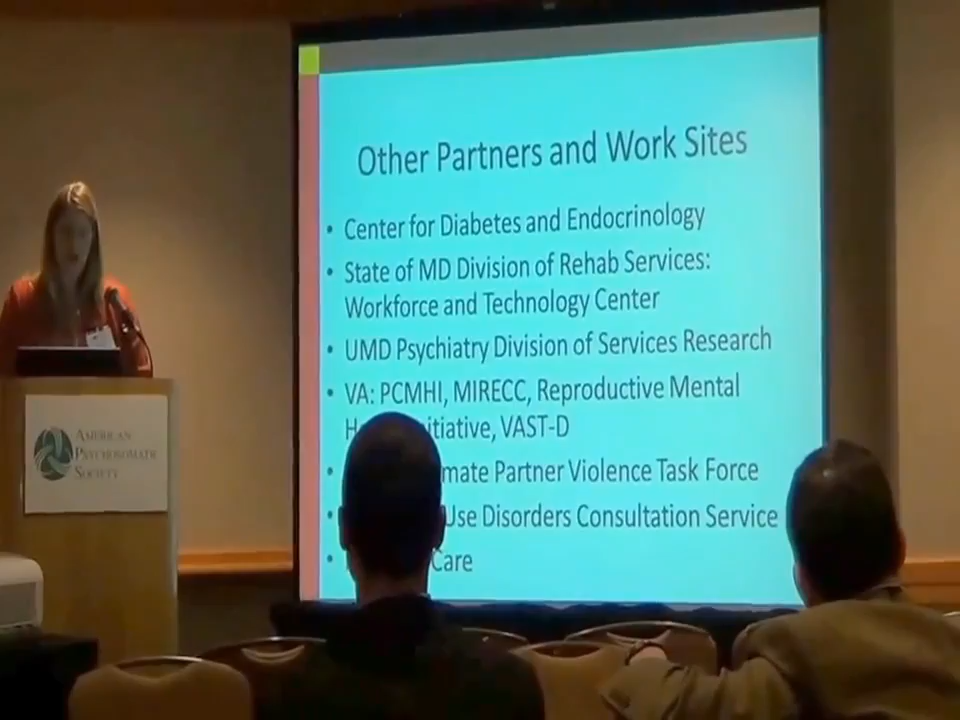 Other Partners and Work Sites
• Center for Diabetes and Endocrinology
• State of MD Division of Rehab Services:
Workforce and Technology Center
• UMD Psychiatry Division of Services Research
• VA: PCMHI, MIRECC, Reproductive Mental
VAST-D
• Partner Violence Task Force
• Use Disorders Consultation Service
• Care
AMERICAN
PSYCHOSOMATIC
SOCIETY